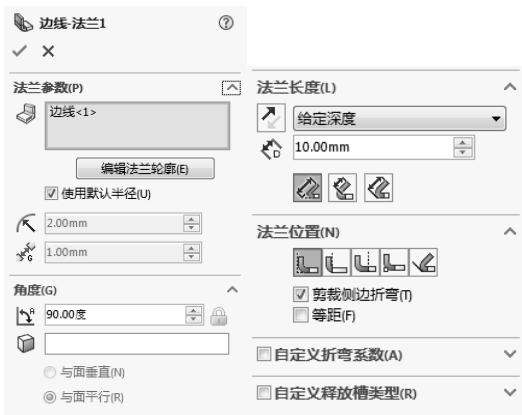 边线-法兰1
法兰参数(P)
边线<1>
编辑法兰轮廓(E)
使用默认半径(U)
2.00mm
G
1.00mm
角度(G)
90.00度
与面垂直(N)
与面平行(R)
法兰长度(L)
给定深度
D
10.00mm
法兰位置(N)
剪裁侧边折弯(T)
等距(F)
自定义折弯系数(A)
自定义释放槽类型(R)